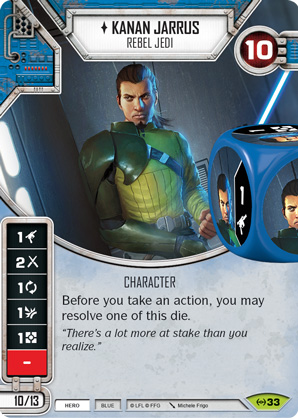 KANAN JARRUS
REBEL JEDI
10
1
2
1
1
1
–
CHARACTER
Before you take an action, you may
resolve one of this die.
“There’s a lot more at stake than you
realize.”
10/13
HERO
BLUE
© LFL © FFG
Michele Frigo
33